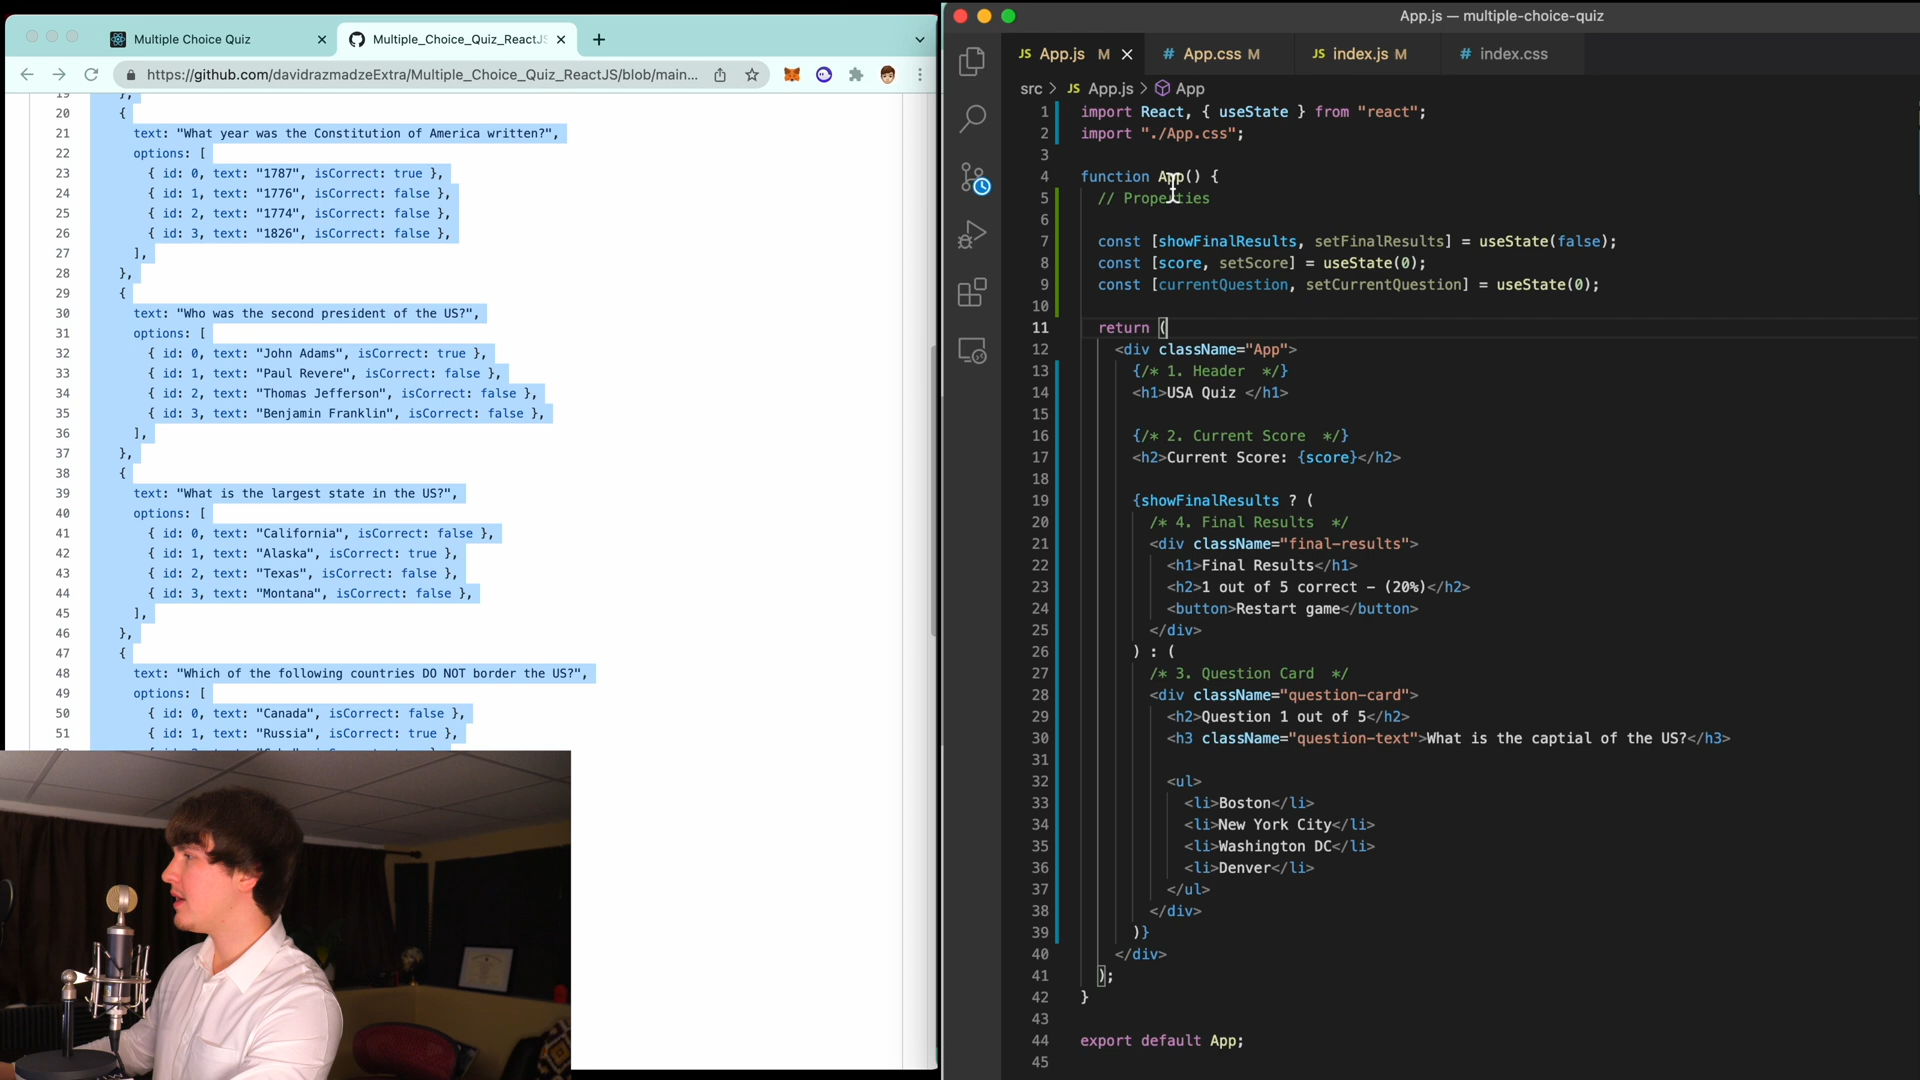 Multiple Choice Quiz
Multiple_Choice_Quiz_ReactJS
https://github.com/davidrazmadzeExtra/Multiple_Choice_Quiz_ReactJS/blob/main...
19 },
20 {
21 text: "What year was the Constitution of America written?",
22 options: [
23 { id: 0, text: "1787", isCorrect: true },
24 { id: 1, text: "1776", isCorrect: false },
25 { id: 2, text: "1774", isCorrect: false },
26 { id: 3, text: "1826", isCorrect: false },
27 ],
28 },
29 {
30 text: "Who was the second president of the US?",
31 options: [
32 { id: 0, text: "John Adams", isCorrect: true },
33 { id: 1, text: "Paul Revere", isCorrect: false },
34 { id: 2, text: "Thomas Jefferson", isCorrect: false },
35 { id: 3, text: "Benjamin Franklin", isCorrect: false },
36 ],
37 },
38 {
39 text: "What is the largest state in the US?",
40 options: [
41 { id: 0, text: "California", isCorrect: false },
42 { id: 1, text: "Alaska", isCorrect: true },
43 { id: 2, text: "Texas", isCorrect: false },
44 { id: 3, text: "Montana", isCorrect: false },
45 ],
46 },
47 {
48 text: "Which of the following countries DO NOT border the US?",
49 options: [
50 { id: 0, text: "Canada", isCorrect: false },
51 { id: 1, text: "Russia", isCorrect: true },
App.js — multiple-choice-quiz
JS App.js M # App.css M JS index.js M # index.css
src > JS App.js > App
1 import React, { useState } from "react";
2 import "./App.css";
3
4 function App() {
5 // Properties
6
7 const [showFinalResults, setFinalResults] = useState(false);
8 const [score, setScore] = useState(0);
9 const [currentQuestion, setCurrentQuestion] = useState(0);
10
11 return (
12 <div className="App">
13 {/* 1. Header */}
14 <h1>USA Quiz </h1>
15
16 {/* 2. Current Score */}
17 <h2>Current Score: {score}</h2>
18
19 {showFinalResults ? (
20 /* 4. Final Results */
21 <div className="final-results">
22 <h1>Final Results</h1>
23 <h2>1 out of 5 correct - (20%)</h2>
24 <button>Restart game</button>
25 </div>
26 ) : (
27 /* 3. Question Card */
28 <div className="question-card">
29 <h2>Question 1 out of 5</h2>
30 <h3 className="question-text">What is the captial of the US?</h3>
31
32 <ul>
33 <li>Boston</li>
34 <li>New York City</li>
35 <li>Washington DC</li>
36 <li>Denver</li>
37 </ul>
38 </div>
39 )}
40 </div>
41 );
42 }
43
44 export default App;
45